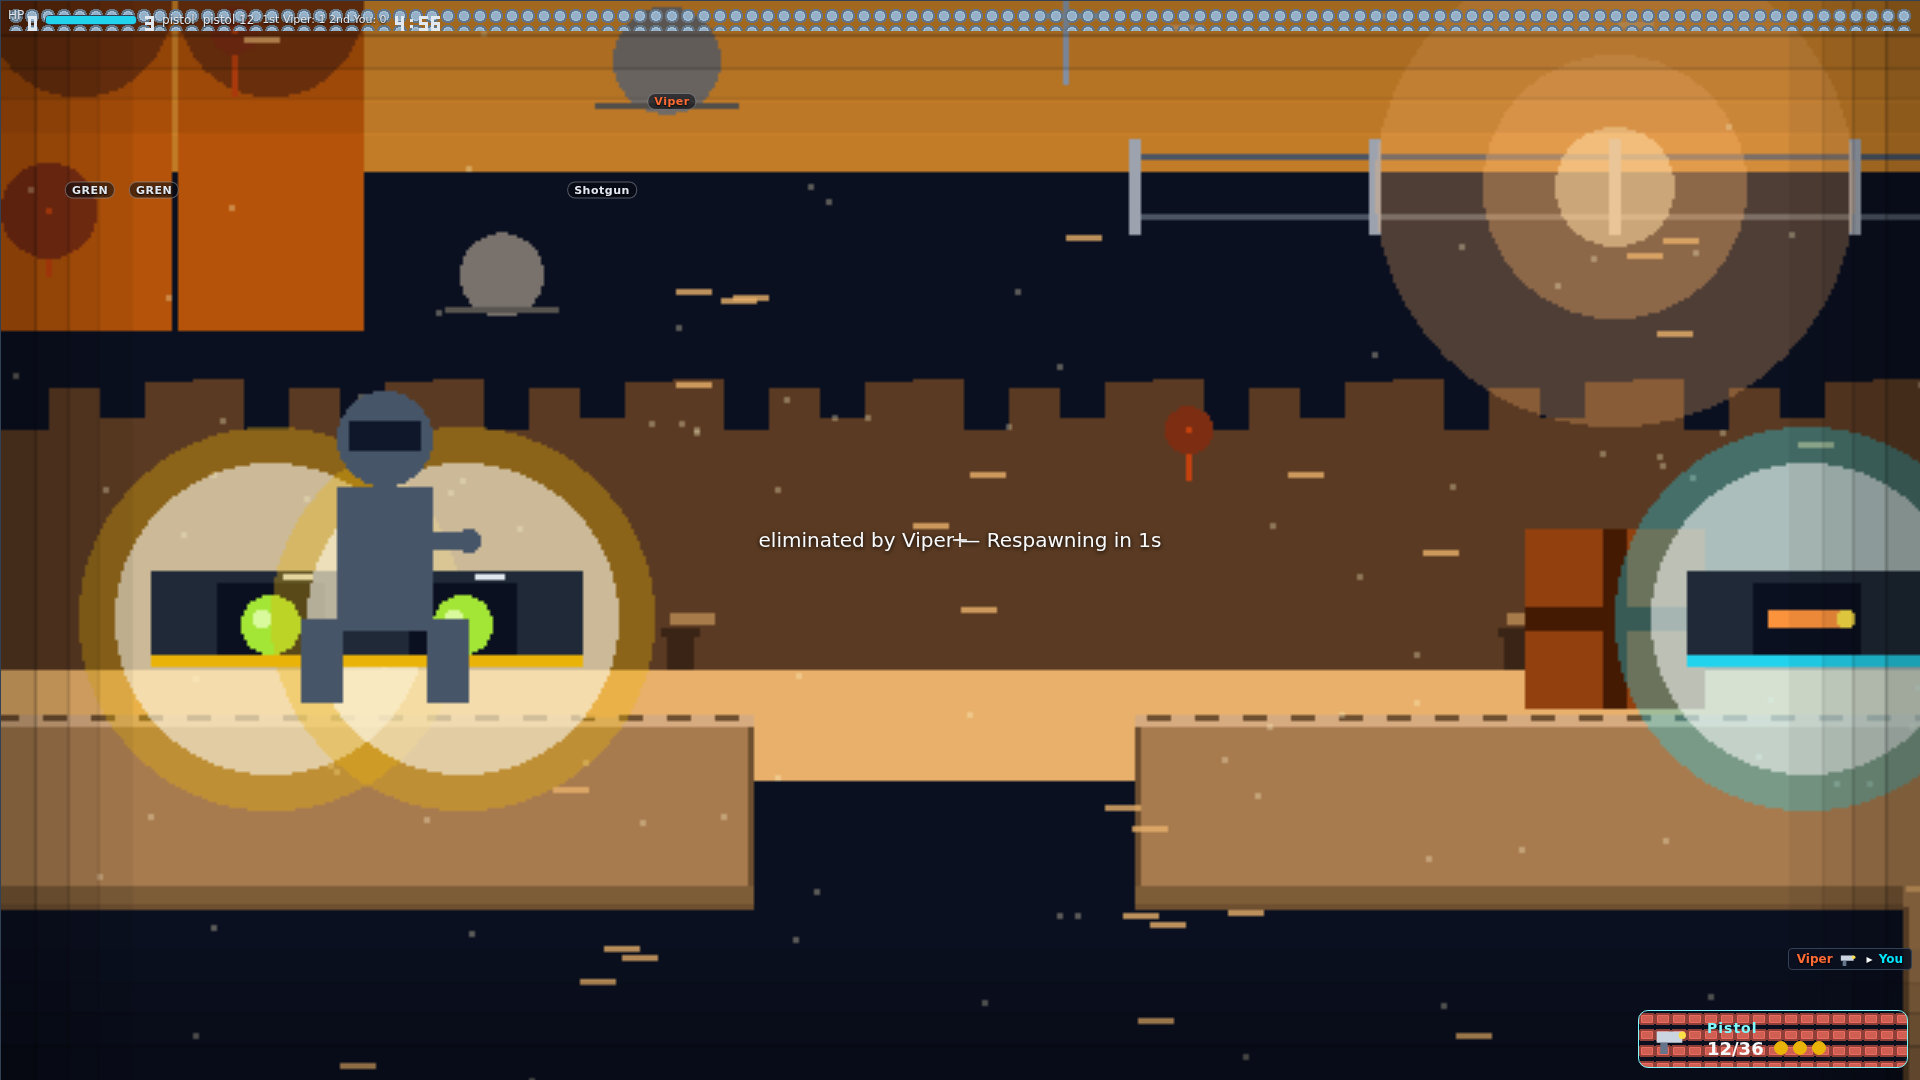 HP
0 3 pistol pistol 12 1st Viper: 1 2nd You: 0 4:56
Viper
GREN GREN Shotgun
eliminated by Viper — Respawning in 1s
Viper ▸ You
Pistol
12/36